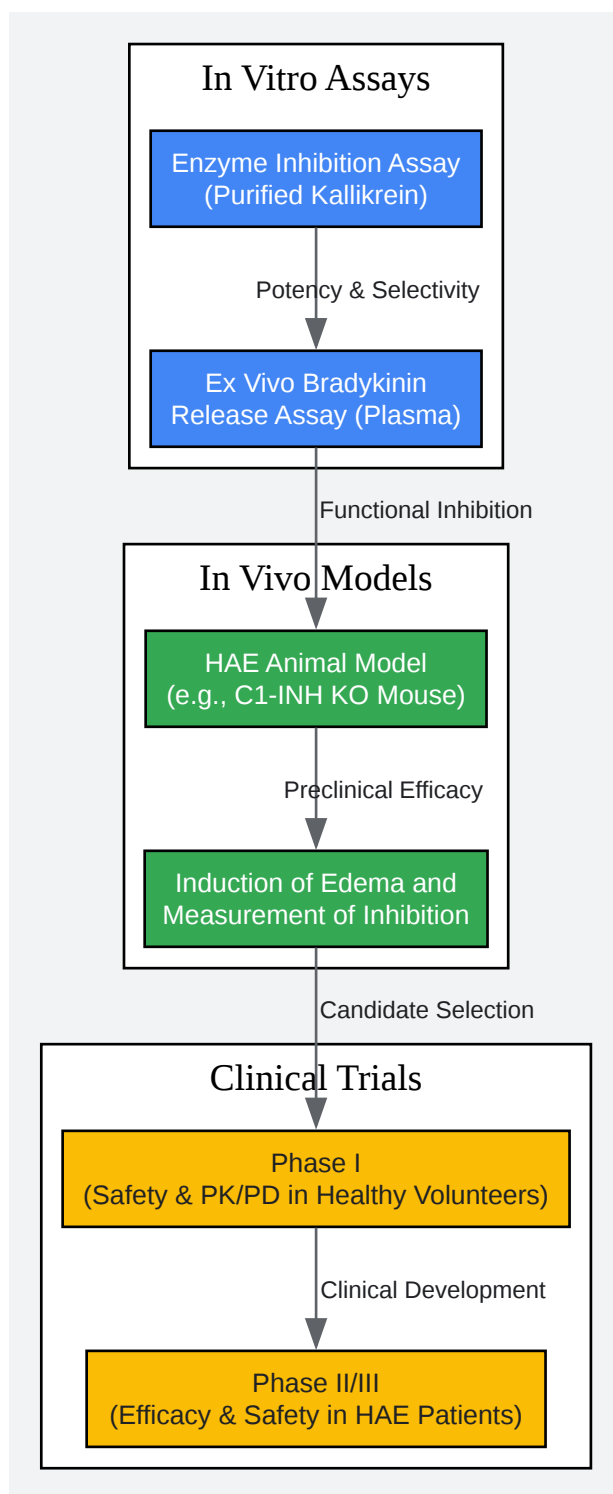 In Vitro Assays
Enzyme Inhibition Assay
(Purified Kallikrein)
Potency & Selectivity
Ex Vivo Bradykinin
Release Assay (Plasma)
Functional Inhibition
In Vivo Models
HAE Animal Model
(e.g., C1-INH KO Mouse)
Preclinical Efficacy
Induction of Edema and
Measurement of Inhibition
Candidate Selection
Clinical Trials
Phase I
(Safety & PK/PD in Healthy Volunteers)
Clinical Development
Phase II/III
(Efficacy & Safety in HAE Patients)